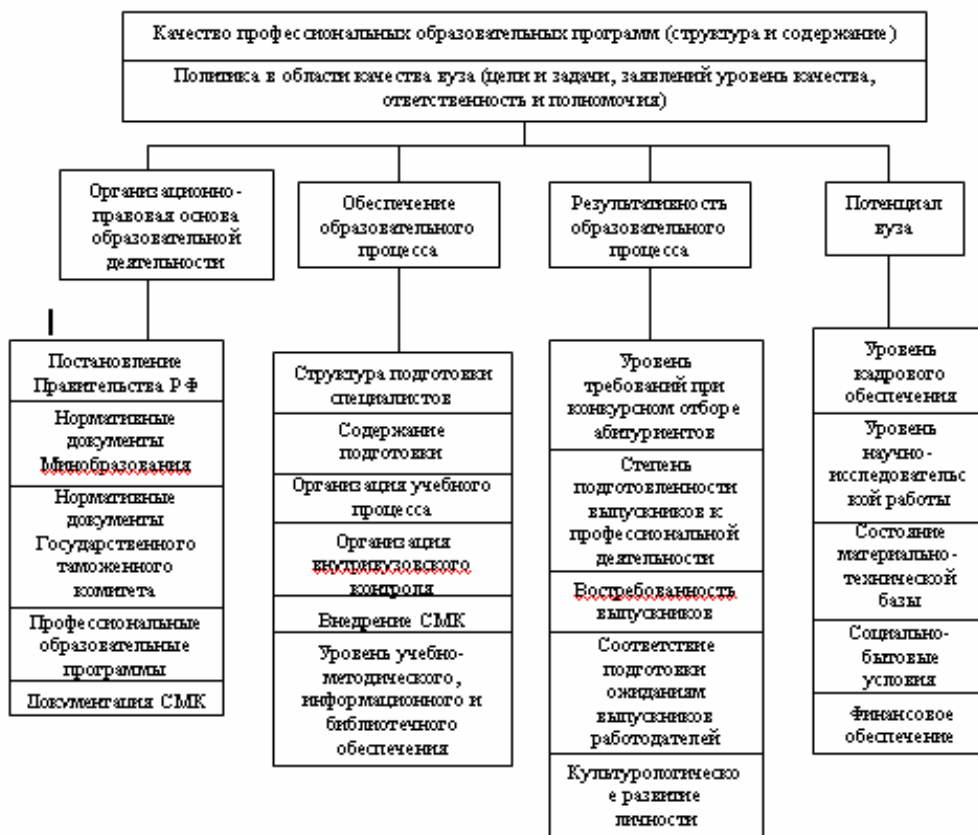 Качество профессиональных образовательных программ (структура и содержание)
Политика в области качества вуза (цели и задачи, заявлений уровень качества,
ответственность и полномочия)
Организационно-
правовая основа
образовательной
деятельности
Обеспечение
образовательного
процесса
Результативность
образовательного
процесса
Потенциал
вуза
Постановление
Правительства РФ
Нормативные
документы
Минобразования
Нормативные
документы
Государственного
таможенного
комитета
Профессиональные
образовательные
программы
Документация СМК
Структура подготовки
специалистов
Содержание
подготовки
Организация учебного
процесса
Организация
внутривузовского
контроля
Внедрение СМК
Уровень учебно-
методического,
информационного и
библиотечного
обеспечения
Уровень
требований при
конкурсном отборе
абитуриентов
Степень
подготовленности
выпускников к
профессиональной
деятельности
Востребованность
выпускников
Соответствие
подготовки
ожиданиям
выпускников
работодателей
Культурологическо
е развитие
личности
Уровень
кадрового
обеспечения
Уровень
научно-
исследовательс
кой работы
Состояние
материально-
технической
базы
Социально-
бытовые
условия
Финансовое
обеспечение